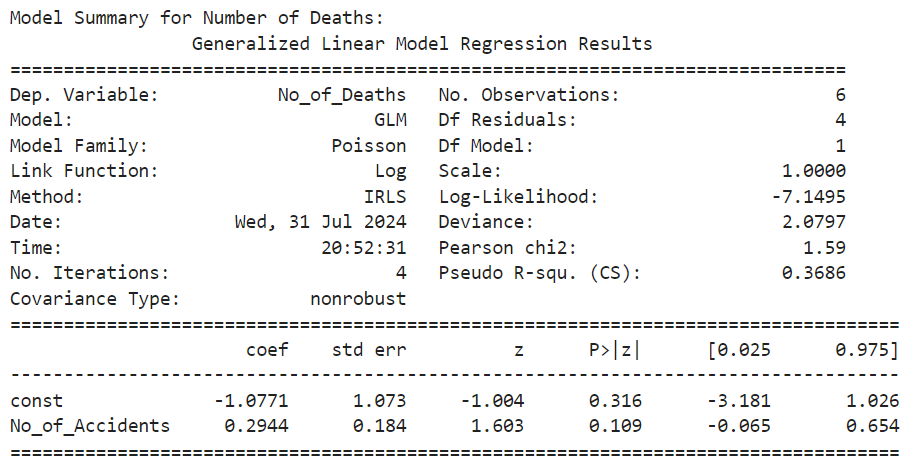 Model Summary for Number of Deaths:
                 Generalized Linear Model Regression Results
==============================================================================
Dep. Variable:           No_of_Deaths   No. Observations:                    6
Model:                            GLM   Df Residuals:                        4
Model Family:                 Poisson   Df Model:                            1
Link Function:                    Log   Scale:                          1.0000
Method:                          IRLS   Log-Likelihood:                -7.1495
Date:                Wed, 31 Jul 2024   Deviance:                       2.0797
Time:                        20:52:31   Pearson chi2:                     1.59
No. Iterations:                     4   Pseudo R-squ. (CS):             0.3686
Covariance Type:            nonrobust
===================================================================================
                      coef    std err          z      P>|z|      [0.025      0.975]
-----------------------------------------------------------------------------------
const              -1.0771      1.073     -1.004      0.316      -3.181       1.026
No_of_Accidents     0.2944      0.184      1.603      0.109      -0.065       0.654
===================================================================================